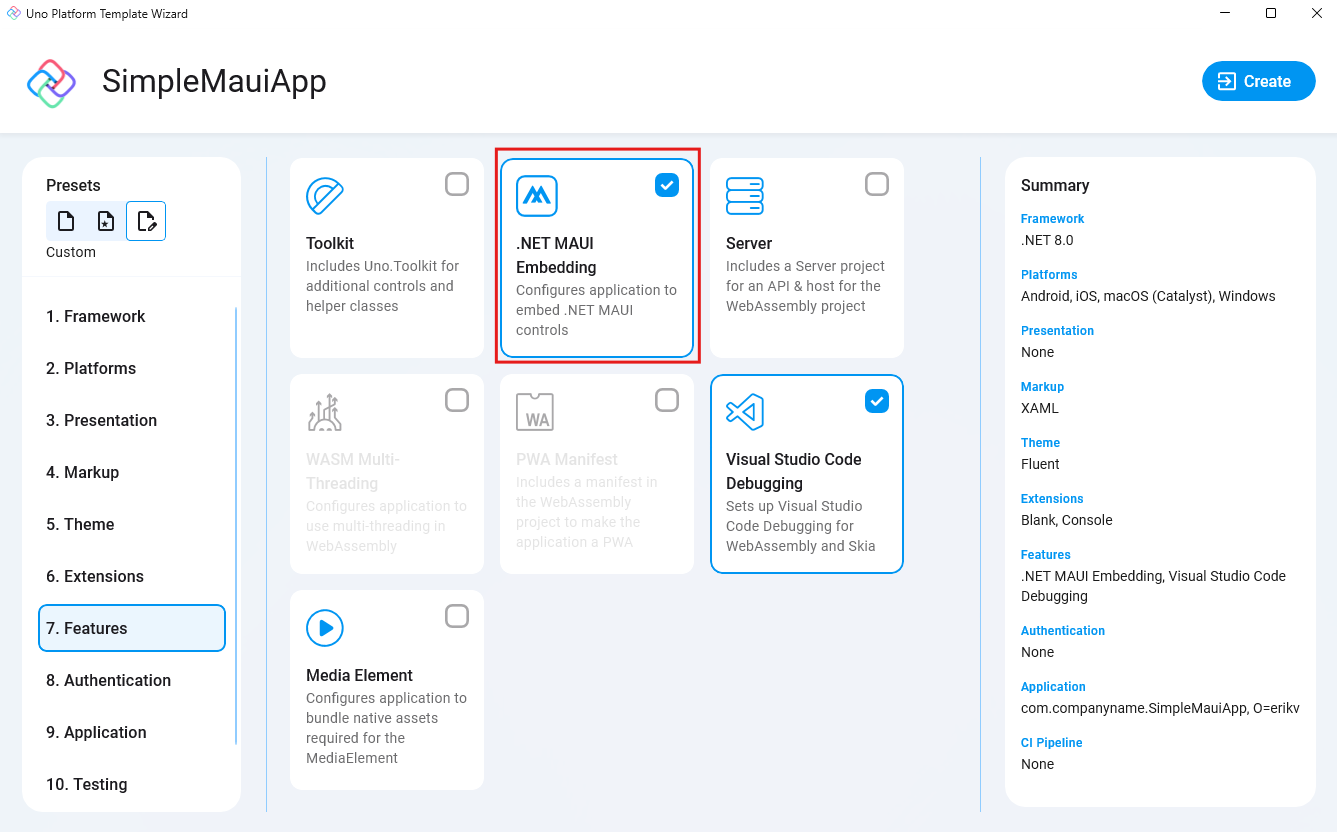 Uno Platform Template Wizard
SimpleMauiApp
Create
Presets
Custom
1. Framework
2. Platforms
3. Presentation
4. Markup
5. Theme
6. Extensions
7. Features
8. Authentication
9. Application
10. Testing
Toolkit
Includes Uno.Toolkit for
additional controls and
helper classes
.NET MAUI
Embedding
Configures application to
embed .NET MAUI
controls
Server
Includes a Server project
for an API & host for the
WebAssembly project
WASM Multi-
Threading
Configures application to
use multi-threading in
WebAssembly
WA
PWA Manifest
Includes a manifest in
the WebAssembly
project to make the
application a PWA
Visual Studio Code
Debugging
Sets up Visual Studio
Code Debugging for
WebAssembly and Skia
Media Element
Configures application to
bundle native assets
required for the
MediaElement
Summary
Framework
.NET 8.0
Platforms
Android, iOS, macOS (Catalyst), Windows
Presentation
None
Markup
XAML
Theme
Fluent
Extensions
Blank, Console
Features
.NET MAUI Embedding, Visual Studio Code
Debugging
Authentication
None
Application
com.companyname.SimpleMauiApp, O=erikv
CI Pipeline
None